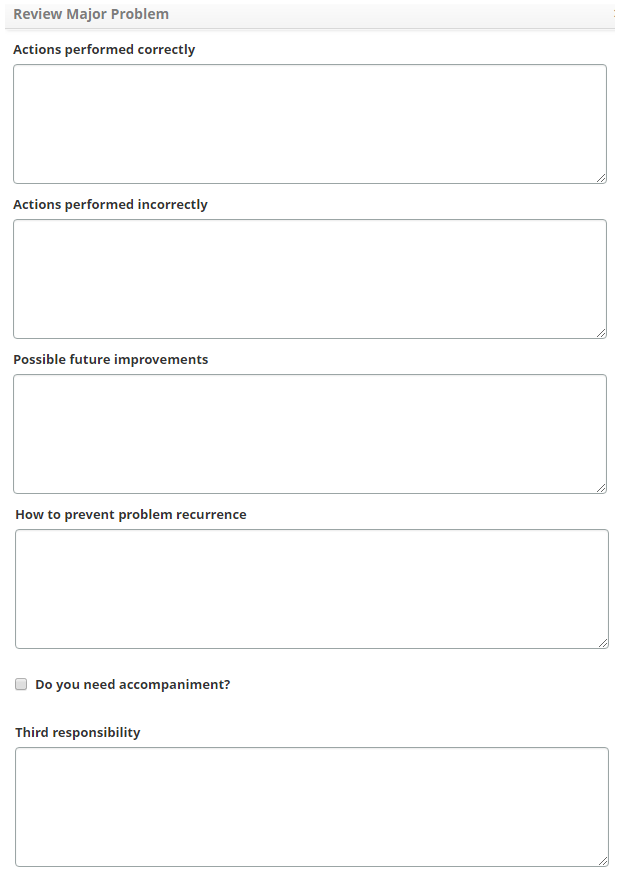 Review Major Problem
Actions performed correctly
Actions performed incorrectly
Possible future improvements
How to prevent problem recurrence
Do you need accompaniment?
Third responsibility